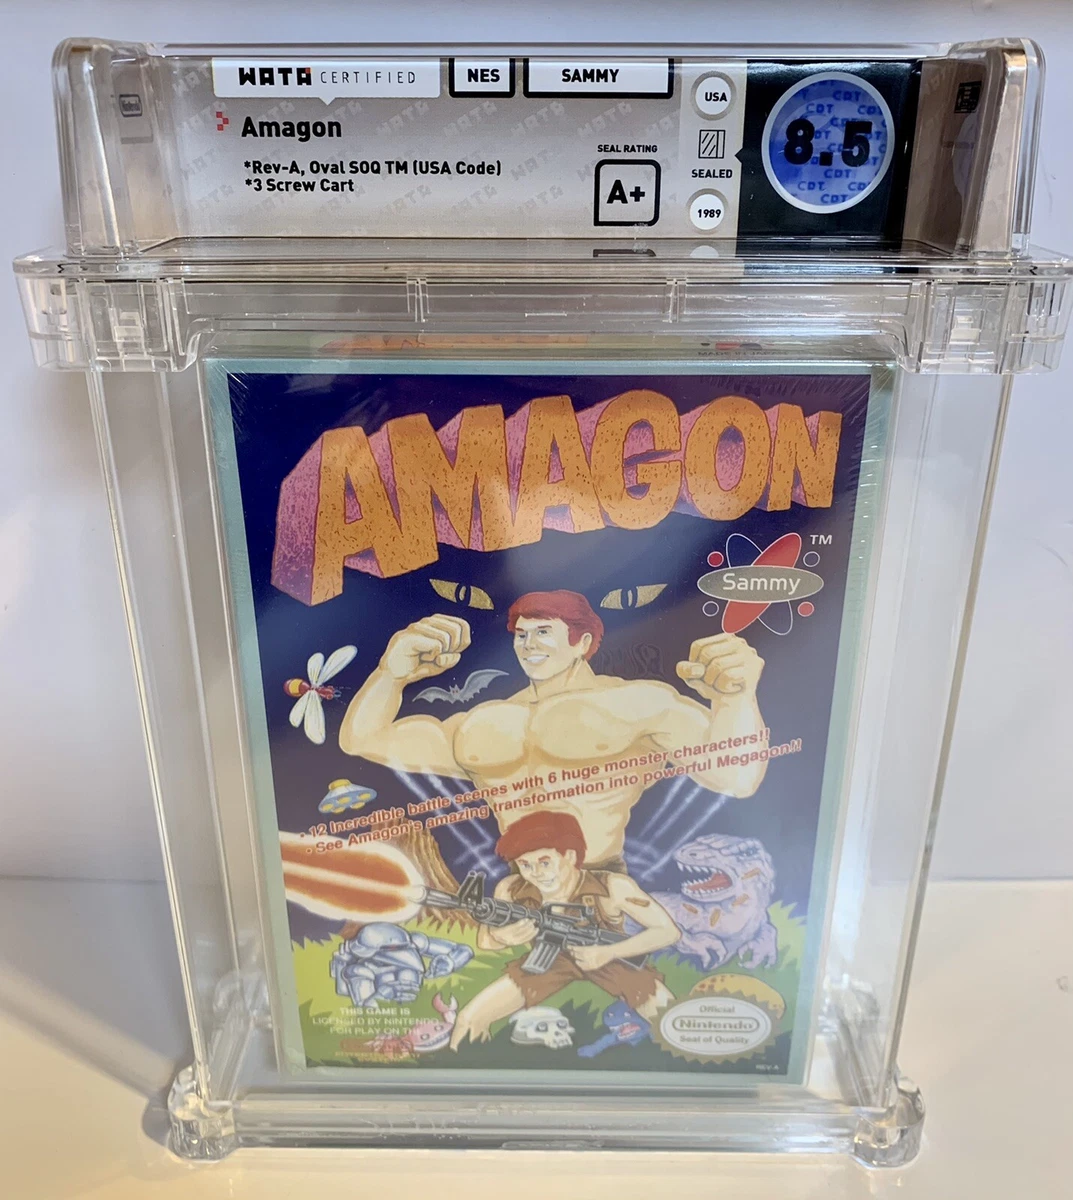 WATA CERTIFIED
NES
SAMMY
USA
Amagon
*Rev-A, Oval SOQ TM (USA Code)
*3 Screw Cart
SEAL RATING
A+
SEALED
1989
8.5
AMAGON
TM
Sammy
- 12 Incredible battle scenes with 6 huge monster characters!!
- See Amagon's amazing transformation into powerful Megagon!!
THIS GAME IS
LICENSED BY NINTENDO
FOR PLAY ON THE
Official
Nintendo
Seal of Quality
REV-A